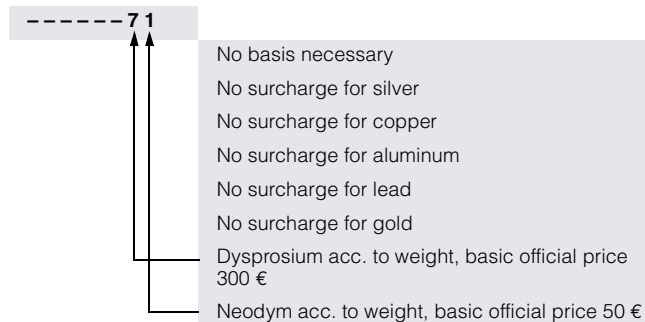 – – – – – – 7 1
No basis necessary
No surcharge for silver
No surcharge for copper
No surcharge for aluminum
No surcharge for lead
No surcharge for gold
Dysprosium acc. to weight, basic official price
300 €
Neodym acc. to weight, basic official price 50 €